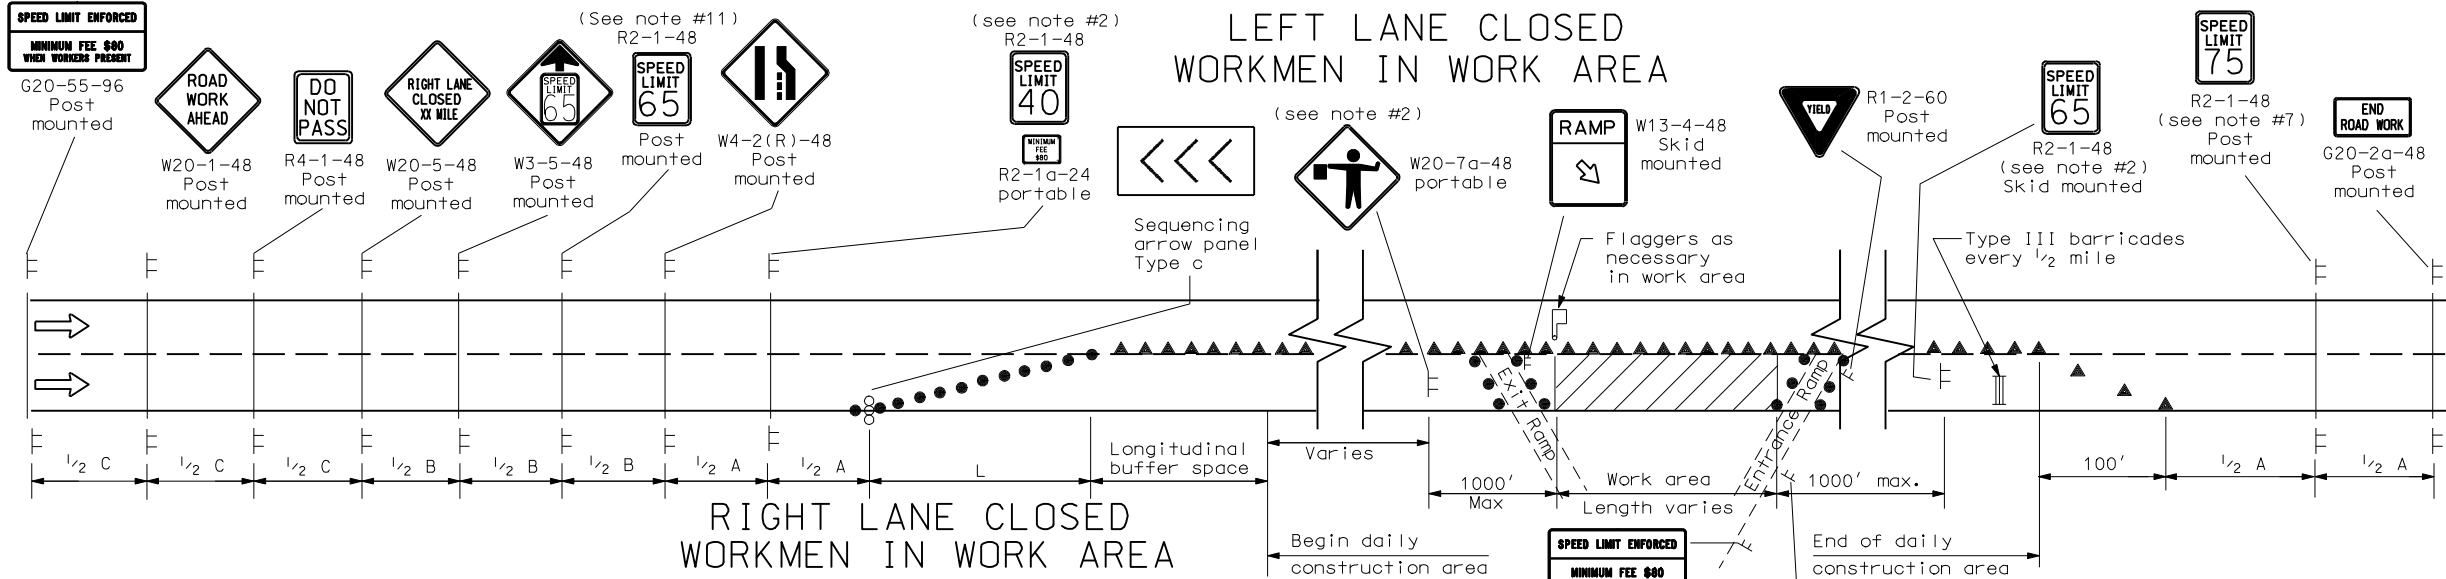 SPEED LIMIT ENFORCED
MINIMUM FEE $80
WHEN WORKERS PRESENT
G20-55-96
Post
mounted
ROAD
WORK
AHEAD
W20-1-48
Post
mounted
DO
NOT
PASS
R4-1-48
Post
mounted
RIGHT LANE
CLOSED
XX MILE
W20-5-48
Post
mounted
SPEED
LIMIT
65
W3-5-48
Post
mounted
(See note #11)
R2-1-48
SPEED
LIMIT
65
Post
mounted
W4-2(R)-48
Post
mounted
(see note #2)
R2-1-48
SPEED
LIMIT
40
MINIMUM
FEE
$80
R2-1a-24
portable
LEFT LANE CLOSED
WORKMEN IN WORK AREA
Sequencing
arrow panel
Type c
(see note #2)
W20-7a-48
portable
RAMP
W13-4-48
Skid
mounted
Flaggers as
necessary
in work area
YIELD
R1-2-60
Post
mounted
SPEED
LIMIT
65
R2-1-48
(see note #2)
Skid mounted
Type III barricades
every 1/2 mile
SPEED
LIMIT
75
R2-1-48
(see note #7)
Post
mounted
END
ROAD WORK
G20-2a-48
Post
mounted
Exit Ramp
Entrance Ramp
1/2 C
1/2 C
1/2 C
1/2 B
1/2 B
1/2 B
1/2 A
1/2 A
L
Longitudinal
buffer space
Varies
1000'
Max
Work area
Length varies
1000' max.
100'
1/2 A
1/2 A
RIGHT LANE CLOSED
WORKMEN IN WORK AREA
Begin daily
construction area
SPEED LIMIT ENFORCED
MINIMUM FEE $80
End of daily
construction area